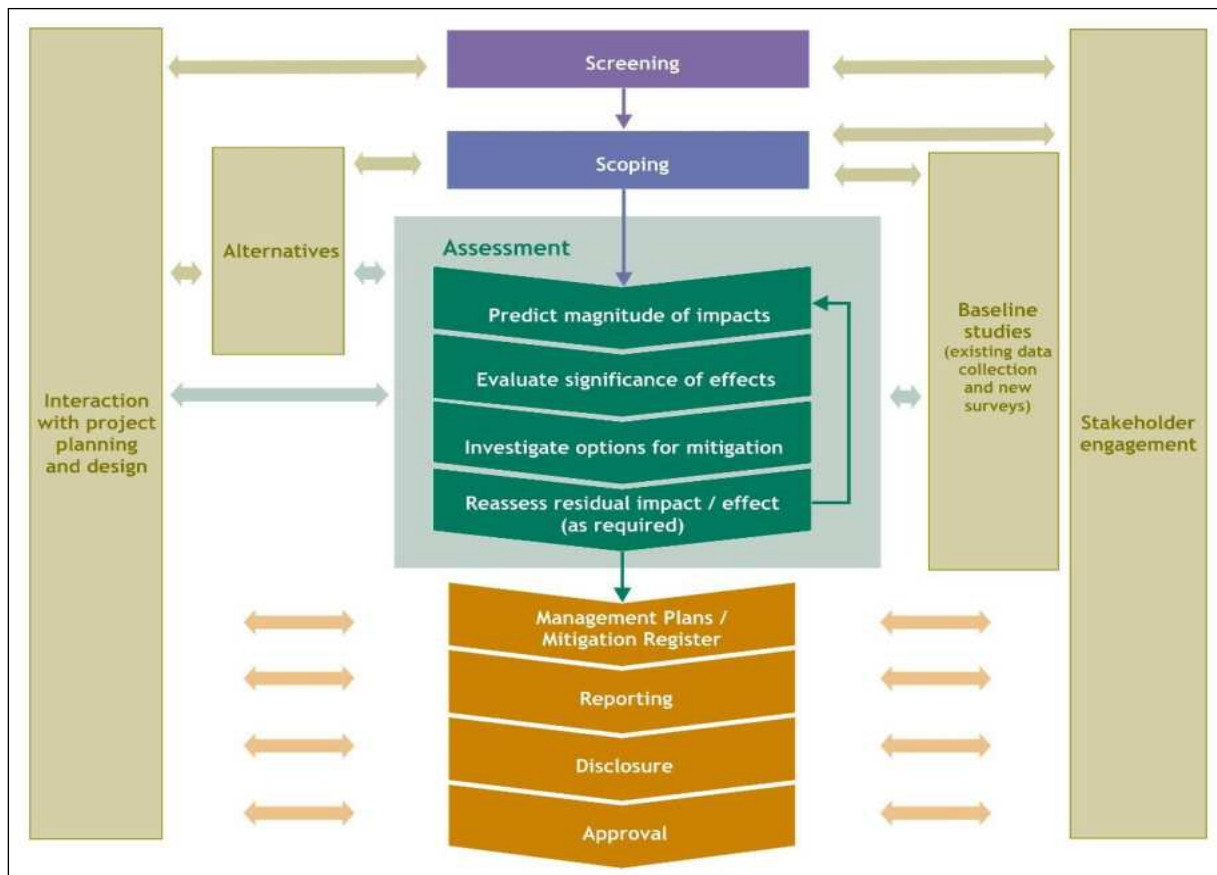 Screening
Scoping
Alternatives
Assessment
Predict magnitude of impacts
Evaluate significance of effects
Investigate options for mitigation
Reassess residual impact / effect
(as required)
Baseline
studies
(existing data
collection
and new
surveys)
Interaction
with project
planning
and design
Stakeholder
engagement
Management Plans /
Mitigation Register
Reporting
Disclosure
Approval